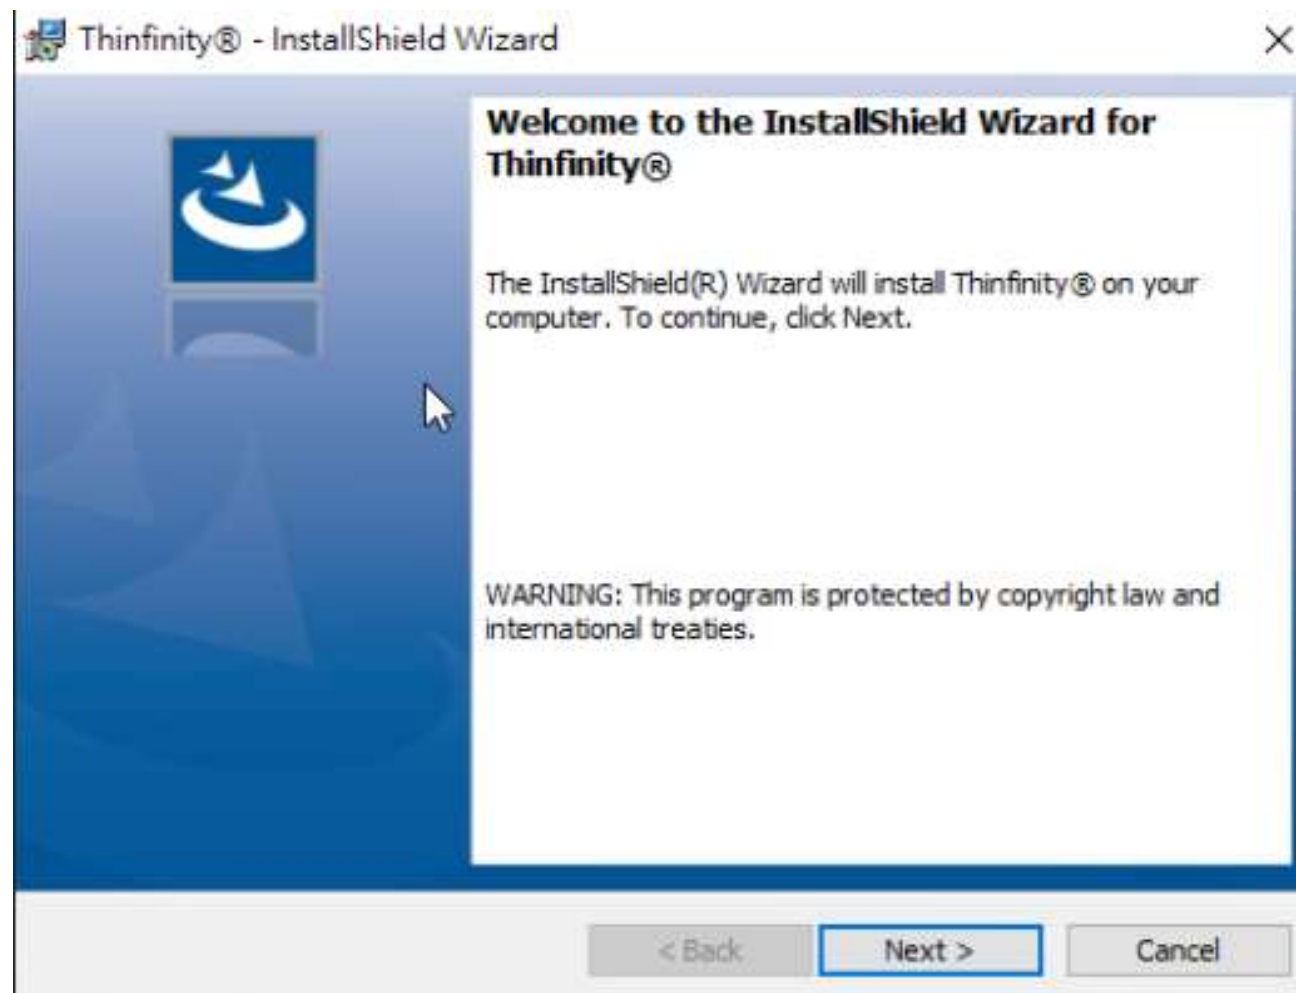 Thinfinity® - InstallShield Wizard
Welcome to the InstallShield Wizard for
Thinfinity®
The InstallShield(R) Wizard will install Thinfinity® on your
computer. To continue, click Next.
WARNING: This program is protected by copyright law and
international treaties.
< Back
Next >
Cancel